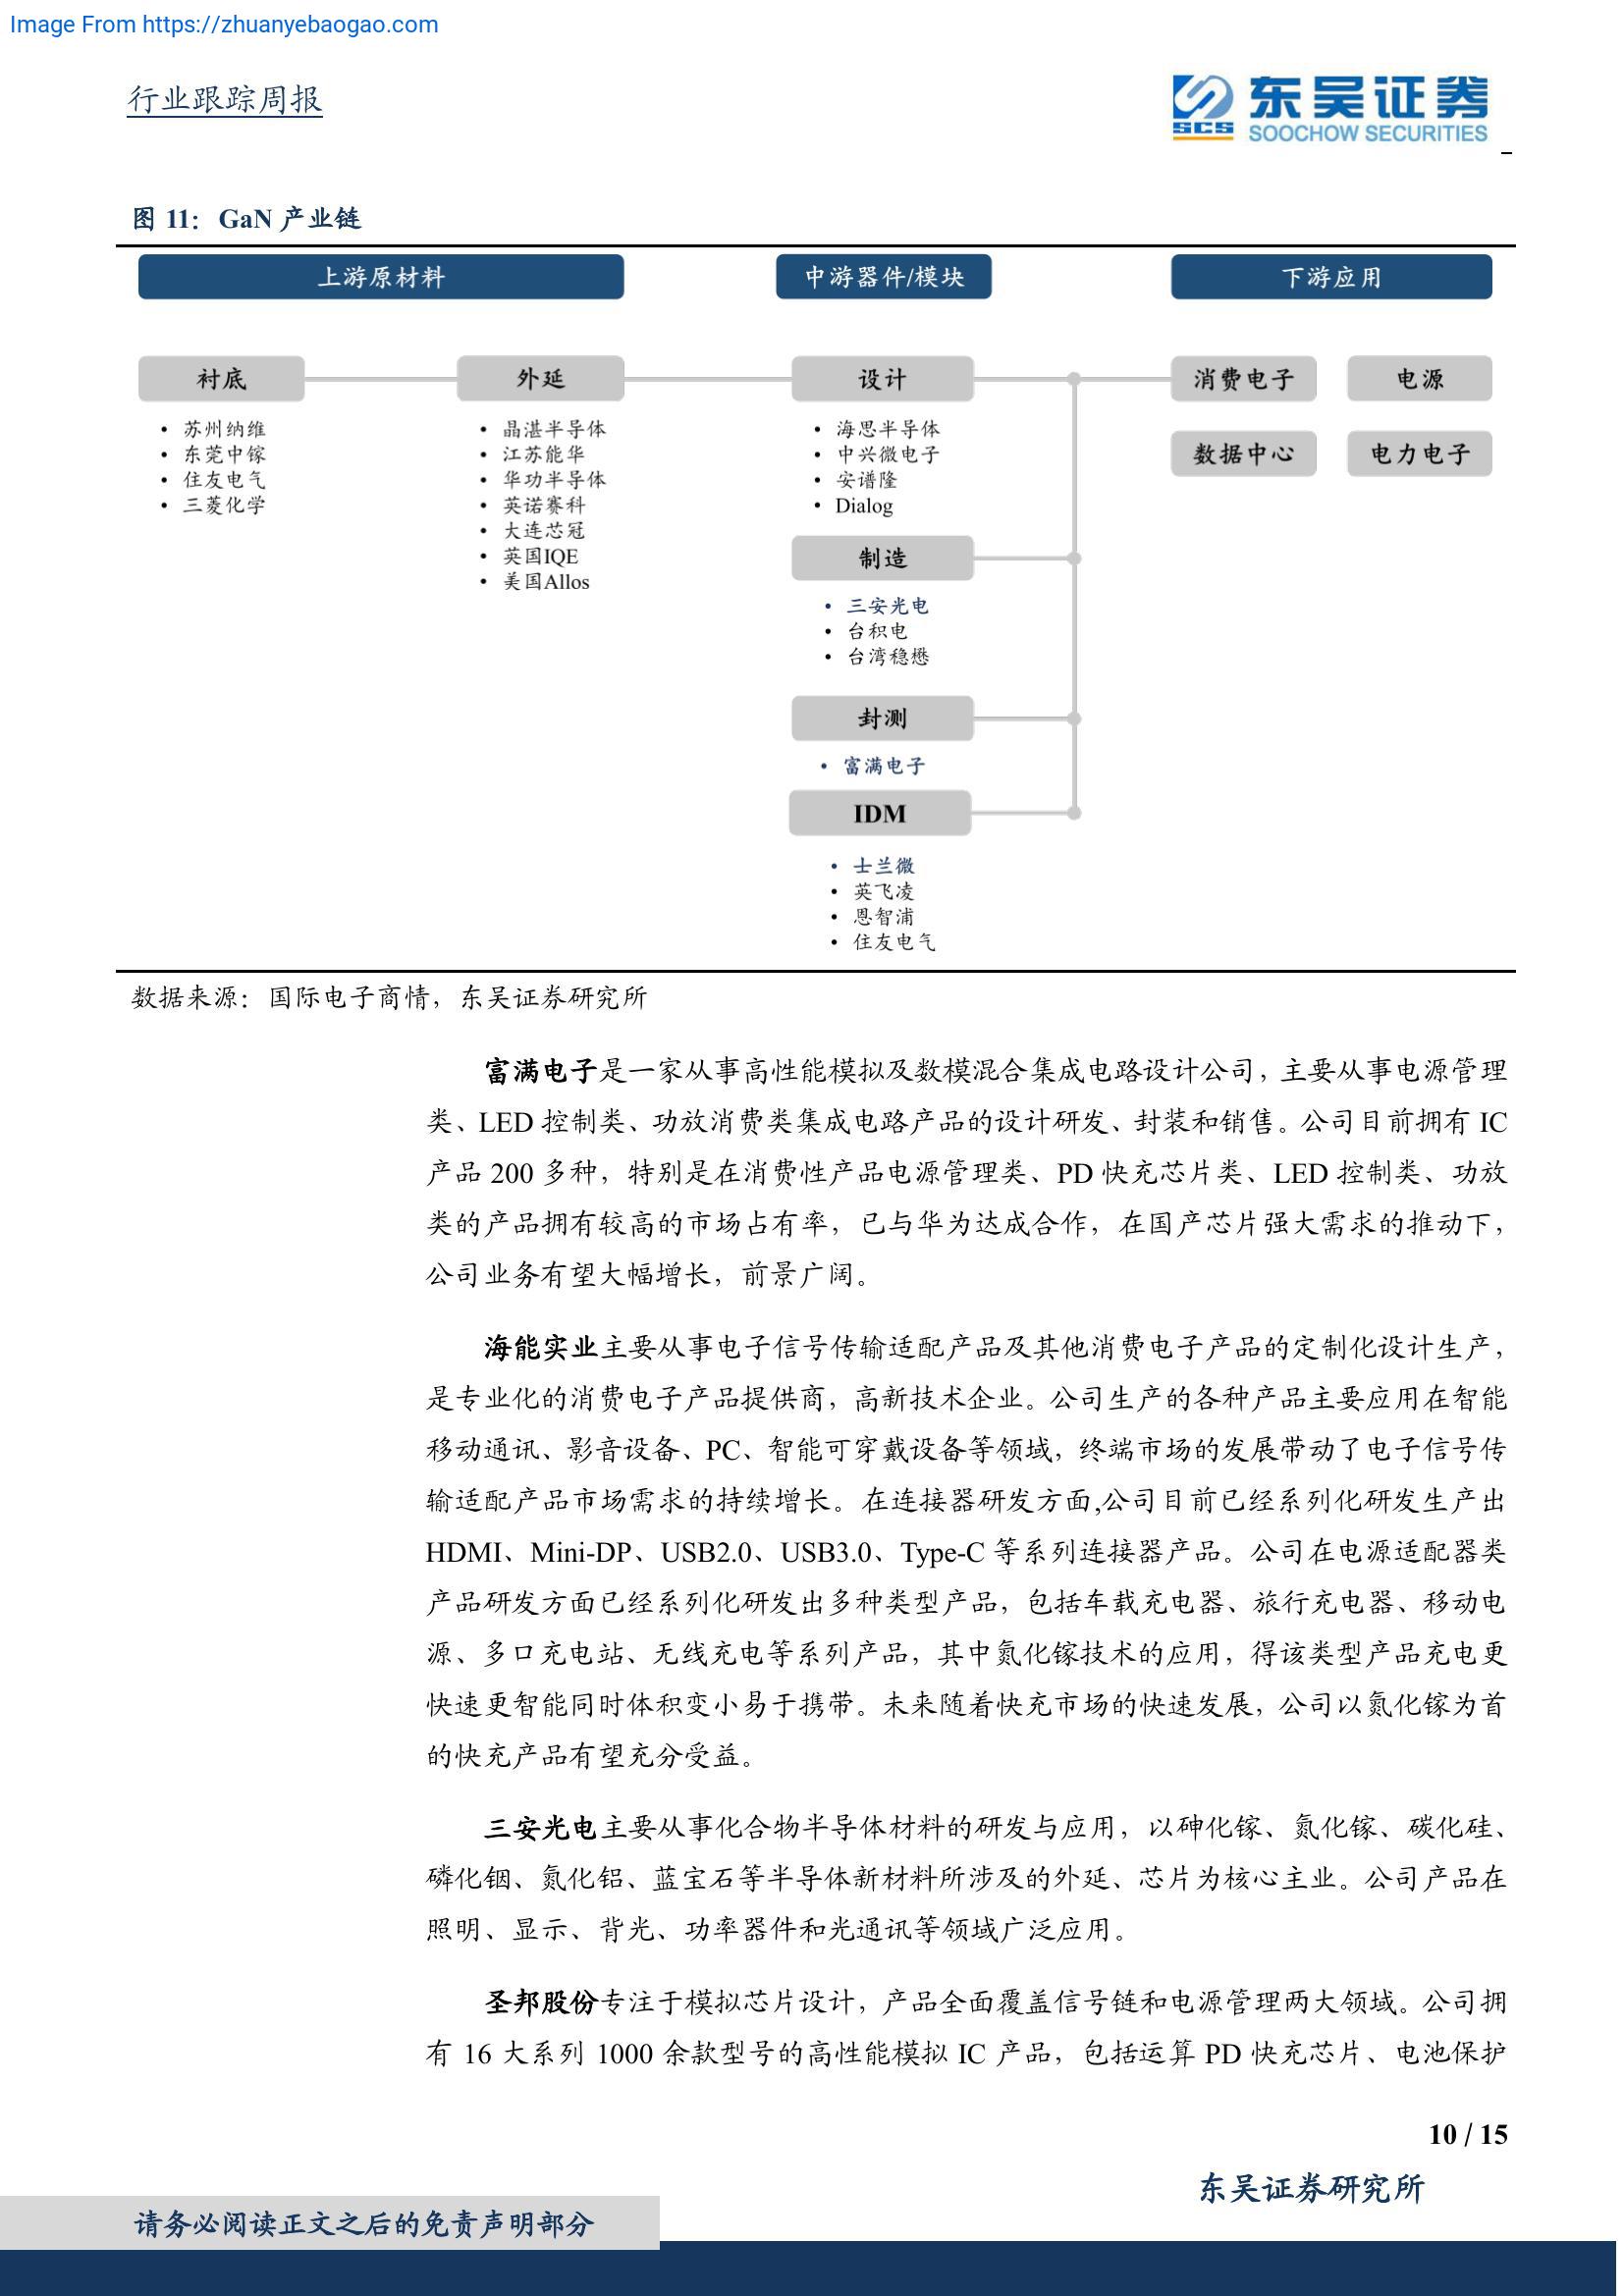 Image From https://zhuanyebaogao.com
行业跟踪周报
东吴证券
SCS
SOOCHOW SECURITIES
图 11：GaN 产业链
上游原材料
中游器件/模块
下游应用
衬底
外延
设计
消费电子
电源
• 苏州纳维
• 东莞中镓
• 住友电气
• 三菱化学
• 晶湛半导体
• 江苏能华
• 华功半导体
• 英诺赛科
• 大连芯冠
• 英国IQE
• 美国Allos
• 海思半导体
• 中兴微电子
• 安谱隆
• Dialog
数据中心
电力电子
制造
• 三安光电
• 台积电
• 台湾稳懋
封测
• 富满电子
IDM
• 士兰微
• 英飞凌
• 恩智浦
• 住友电气
数据来源：国际电子商情，东吴证券研究所
富满电子是一家从事高性能模拟及数模混合集成电路设计公司，主要从事电源管理
类、LED 控制类、功放消费类集成电路产品的设计研发、封装和销售。公司目前拥有 IC
产品 200 多种，特别是在消费性产品电源管理类、PD 快充芯片类、LED 控制类、功放
类的产品拥有较高的市场占有率，已与华为达成合作，在国产芯片强大需求的推动下，
公司业务有望大幅增长，前景广阔。
海能实业主要从事电子信号传输适配产品及其他消费电子产品的定制化设计生产，
是专业化的消费电子产品提供商，高新技术企业。公司生产的各种产品主要应用在智能
移动通讯、影音设备、PC、智能可穿戴设备等领域，终端市场的发展带动了电子信号传
输适配产品市场需求的持续增长。在连接器研发方面,公司目前已经系列化研发生产出
HDMI、Mini-DP、USB2.0、USB3.0、Type-C 等系列连接器产品。公司在电源适配器类
产品研发方面已经系列化研发出多种类型产品，包括车载充电器、旅行充电器、移动电
源、多口充电站、无线充电等系列产品，其中氮化镓技术的应用，得该类型产品充电更
快速更智能同时体积变小易于携带。未来随着快充市场的快速发展，公司以氮化镓为首
的快充产品有望充分受益。
三安光电主要从事化合物半导体材料的研发与应用，以砷化镓、氮化镓、碳化硅、
磷化铟、氮化铝、蓝宝石等半导体新材料所涉及的外延、芯片为核心主业。公司产品在
照明、显示、背光、功率器件和光通讯等领域广泛应用。
圣邦股份专注于模拟芯片设计，产品全面覆盖信号链和电源管理两大领域。公司拥
有 16 大系列 1000 余款型号的高性能模拟 IC 产品，包括运算 PD 快充芯片、电池保护
10 / 15
东吴证券研究所
请务必阅读正文之后的免责声明部分